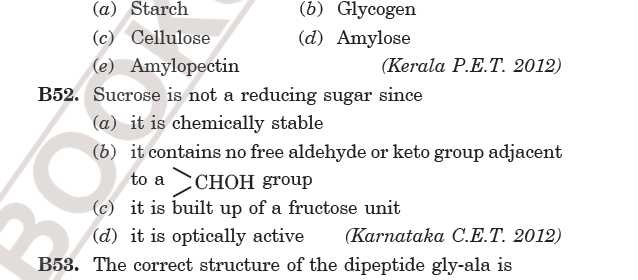 (a) Starch (b) Glycogen
(c) Cellulose (d) Amylose
(e) Amylopectin (Kerala P.E.T. 2012)
B52. Sucrose is not a reducing sugar since
(a) it is chemically stable
(b) it contains no free aldehyde or keto group adjacent
to a >CHOH group
(c) it is built up of a fructose unit
(d) it is optically active (Karnataka C.E.T. 2012)
B53. The correct structure of the dipeptide gly-ala is
BOOK